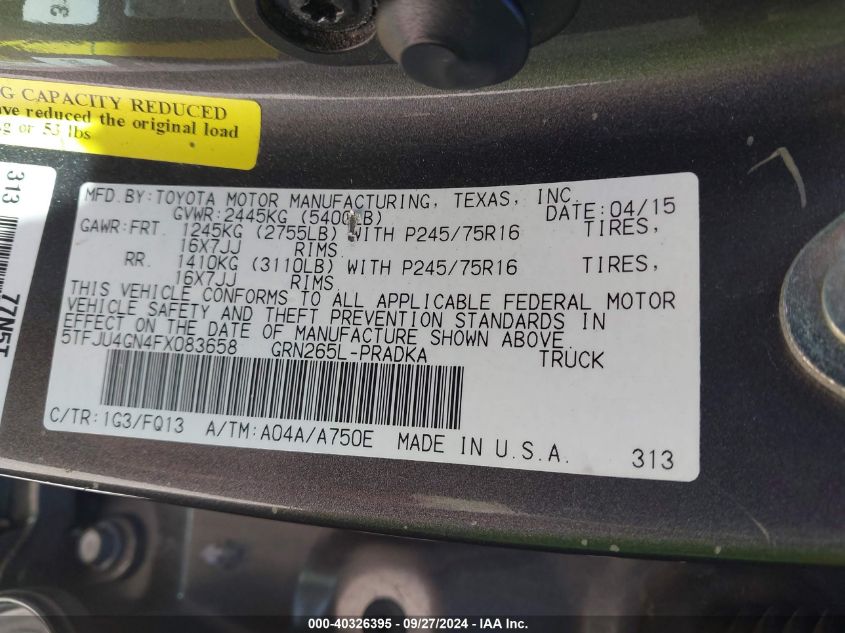 G CAPACITY REDUCED
ave reduced the original load
kg or 53 lbs
313
77N5T
MFD.BY:TOYOTA MOTOR MANUFACTURING, TEXAS, INC.
GVWR:2445KG (5400LB) DATE:04/15
GAWR:FRT. 1245KG (2755LB) WITH P245/75R16 TIRES,
16X7JJ RIMS
RR. 1410KG (3110LB) WITH P245/75R16 TIRES,
16X7JJ RIMS
THIS VEHICLE CONFORMS TO ALL APPLICABLE FEDERAL MOTOR
VEHICLE SAFETY AND THEFT PREVENTION STANDARDS IN
EFFECT ON THE DATE OF MANUFACTURE SHOWN ABOVE.
5TFJU4GN4FX083658 GRN265L-PRADKA TRUCK
C/TR:1G3/FQ13 A/TM:A04A/A750E MADE IN U.S.A.
313
000-40326395 - 09/27/2024 - IAA Inc.